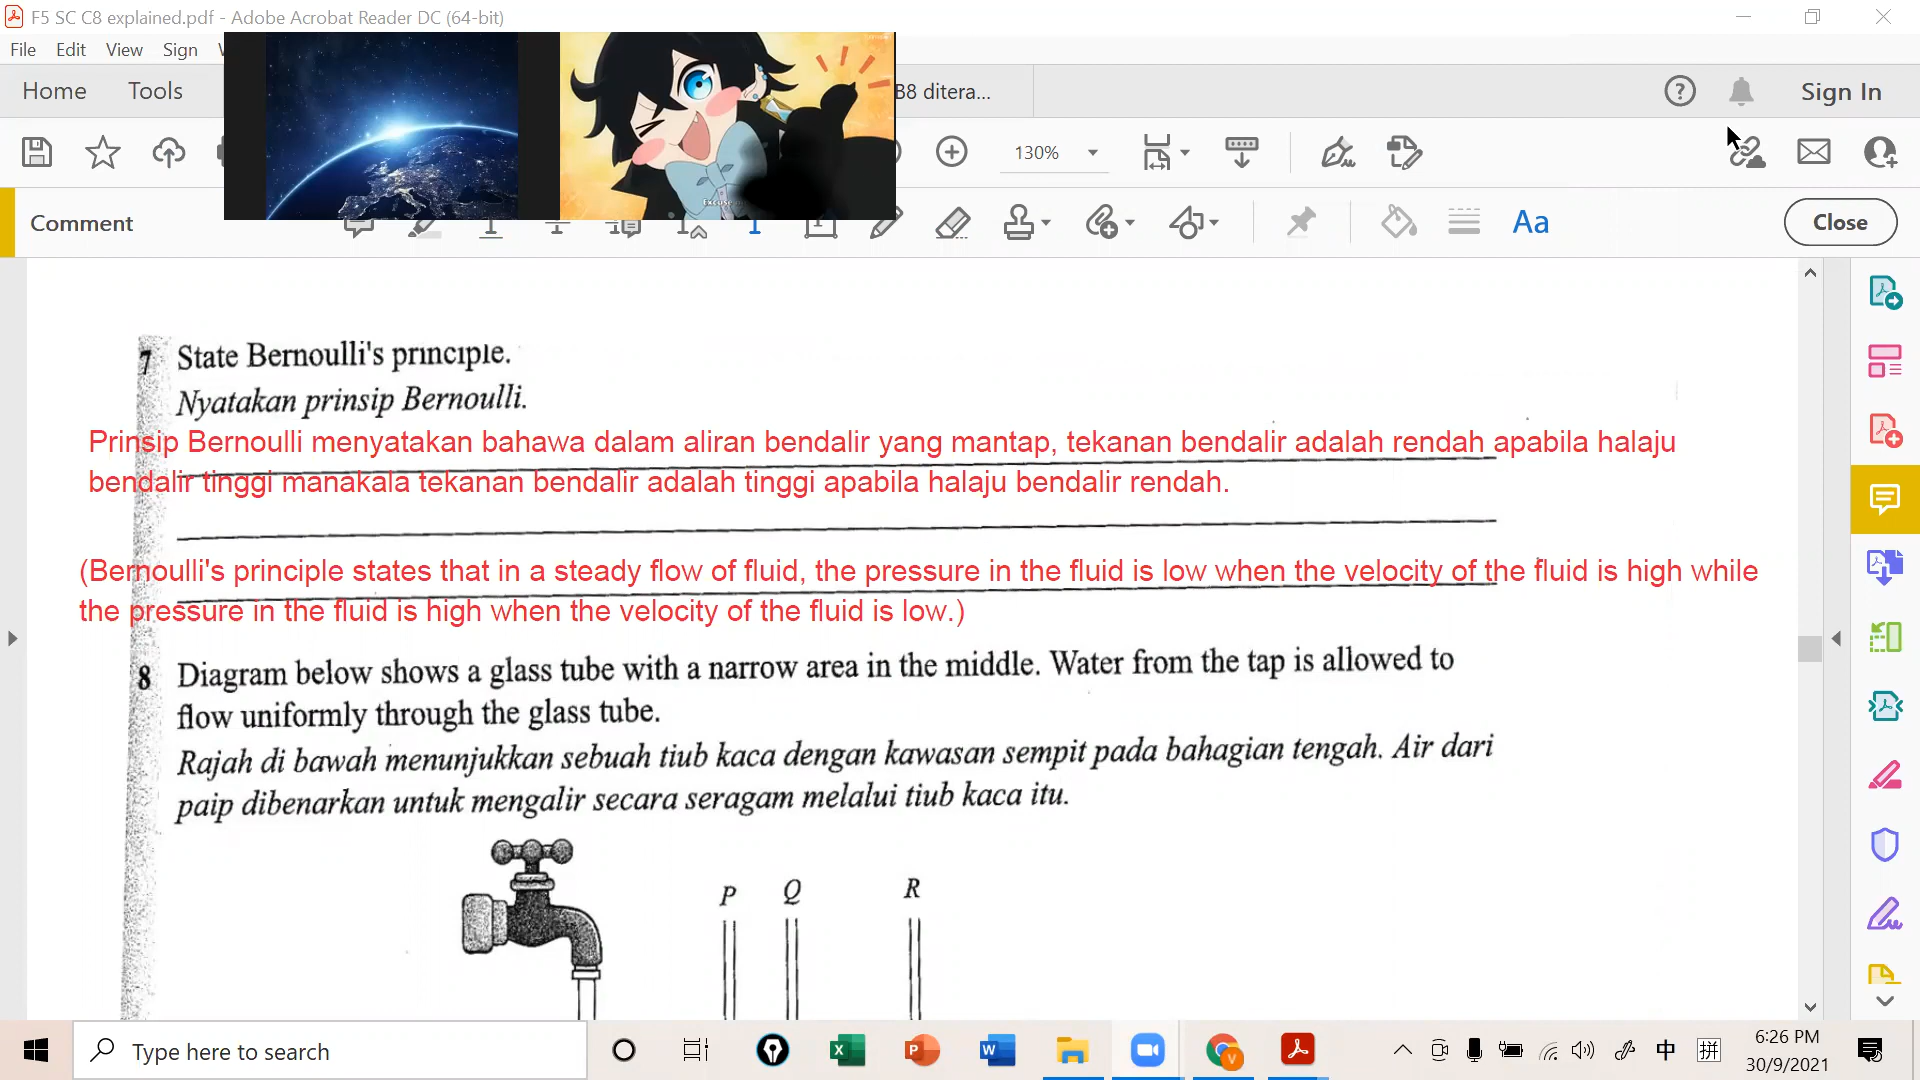 F5 SC C8 explained.pdf - Adobe Acrobat Reader DC (64-bit)
File Edit View Sign
Home Tools B8 ditera... Sign In
130%
Comment Aa Close
7 State Bernoulli's principle.
Nyatakan prinsip Bernoulli.
Prinsip Bernoulli menyatakan bahawa dalam aliran bendalir yang mantap, tekanan bendalir adalah rendah apabila halaju
bendalir tinggi manakala tekanan bendalir adalah tinggi apabila halaju bendalir rendah.
(Bernoulli's principle states that in a steady flow of fluid, the pressure in the fluid is low when the velocity of the fluid is high while
the pressure in the fluid is high when the velocity of the fluid is low.)
8 Diagram below shows a glass tube with a narrow area in the middle. Water from the tap is allowed to
flow uniformly through the glass tube.
Rajah di bawah menunjukkan sebuah tiub kaca dengan kawasan sempit pada bahagian tengah. Air dari
paip dibenarkan untuk mengalir secara seragam melalui tiub kaca itu.
P Q R
Type here to search
中 拼
6:26 PM
30/9/2021